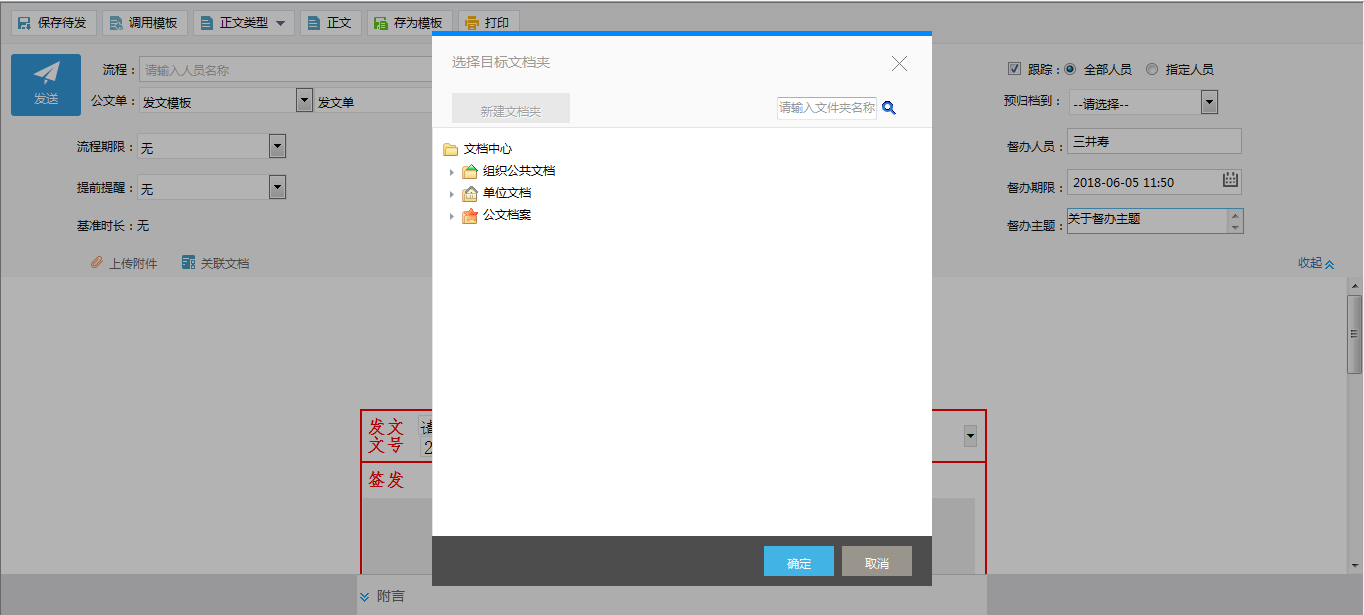 保存待发 调用模板 正文类型 正文 存为模板 打印
选择目标文档夹
新建文档夹 请输入文件夹名称
文档中心
组织公共文档
单位文档
公文档案
确定 取消
发送
流程： 请输入人员名称
公文单： 发文模板 发文单
流程期限： 无
提前提醒： 无
基准时长：无
上传附件 关联文档
跟踪： 全部人员 指定人员
预归档到： --请选择--
督办人员： 三井寿
督办期限： 2018-06-05 11:50
督办主题： 关于督办主题
收起
发文
文号
2
签发
附言